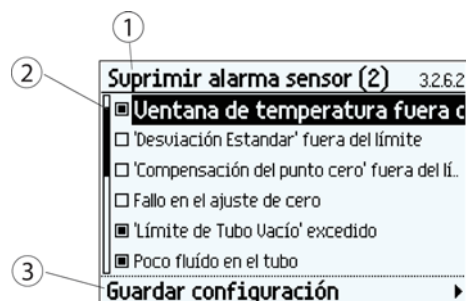 1
2
Suprimir alarma sensor (2) 3.2.6.2
Ventana de temperatura fuera d
'Desviación Estandar' fuera del límite
'Compensación del punto cero' fuera del lí..
Fallo en el ajuste de cero
'Límite de Tubo Vacío' excedido
Poco fluído en el tubo
3
Guardar configuración